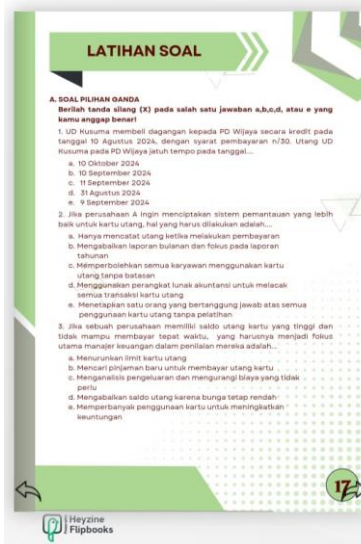 LATIHAN SOAL
A. SOAL PILIHAN GANDA
Berilah tanda silang (X) pada salah satu jawaban a,b,c,d, atau e yang
kamu anggap benar!
1. UD Kusuma membeli dagangan kepada PD Wijaya secara kredit pada
tanggal 10 Agustus 2024, dengan syarat pembayaran n/30. Utang UD
Kusuma pada PD Wijaya jatuh tempo pada tanggal...
a. 10 Oktober 2024
b. 10 September 2024
c. 11 September 2024
d. 31 Agustus 2024
e. 9 September 2024
2. Jika perusahaan A ingin menciptakan sistem pemantauan yang lebih
baik untuk kartu utang, hal yang harus dilakukan adalah....
a. Hanya mencatat utang ketika melakukan pembayaran
b. Mengabaikan laporan bulanan dan fokus pada laporan
tahunan
c. Memperbolehkan semua karyawan menggunakan kartu
utang tanpa batasan
d. Menggunakan perangkat lunak akuntansi untuk melacak
semua transaksi kartu utang
e. Menetapkan satu orang yang bertanggung jawab atas semua
penggunaan kartu utang tanpa pelatihan
3. Jika sebuah perusahaan memiliki saldo utang kartu yang tinggi dan
tidak mampu membayar tepat waktu, yang harusnya menjadi fokus
utama manajer keuangan dalam penilaian mereka adalah...
a. Menurunkan limit kartu utang
b. Mencari pinjaman baru untuk membayar utang kartu
c. Menganalisis pengeluaran dan mengurangi biaya yang tidak
perlu
d. Mengabaikan saldo utang karena bunga tetap rendah
e. Memperbanyak penggunaan kartu untuk meningkatkan
keuntungan
17
Heyzine
Flipbooks